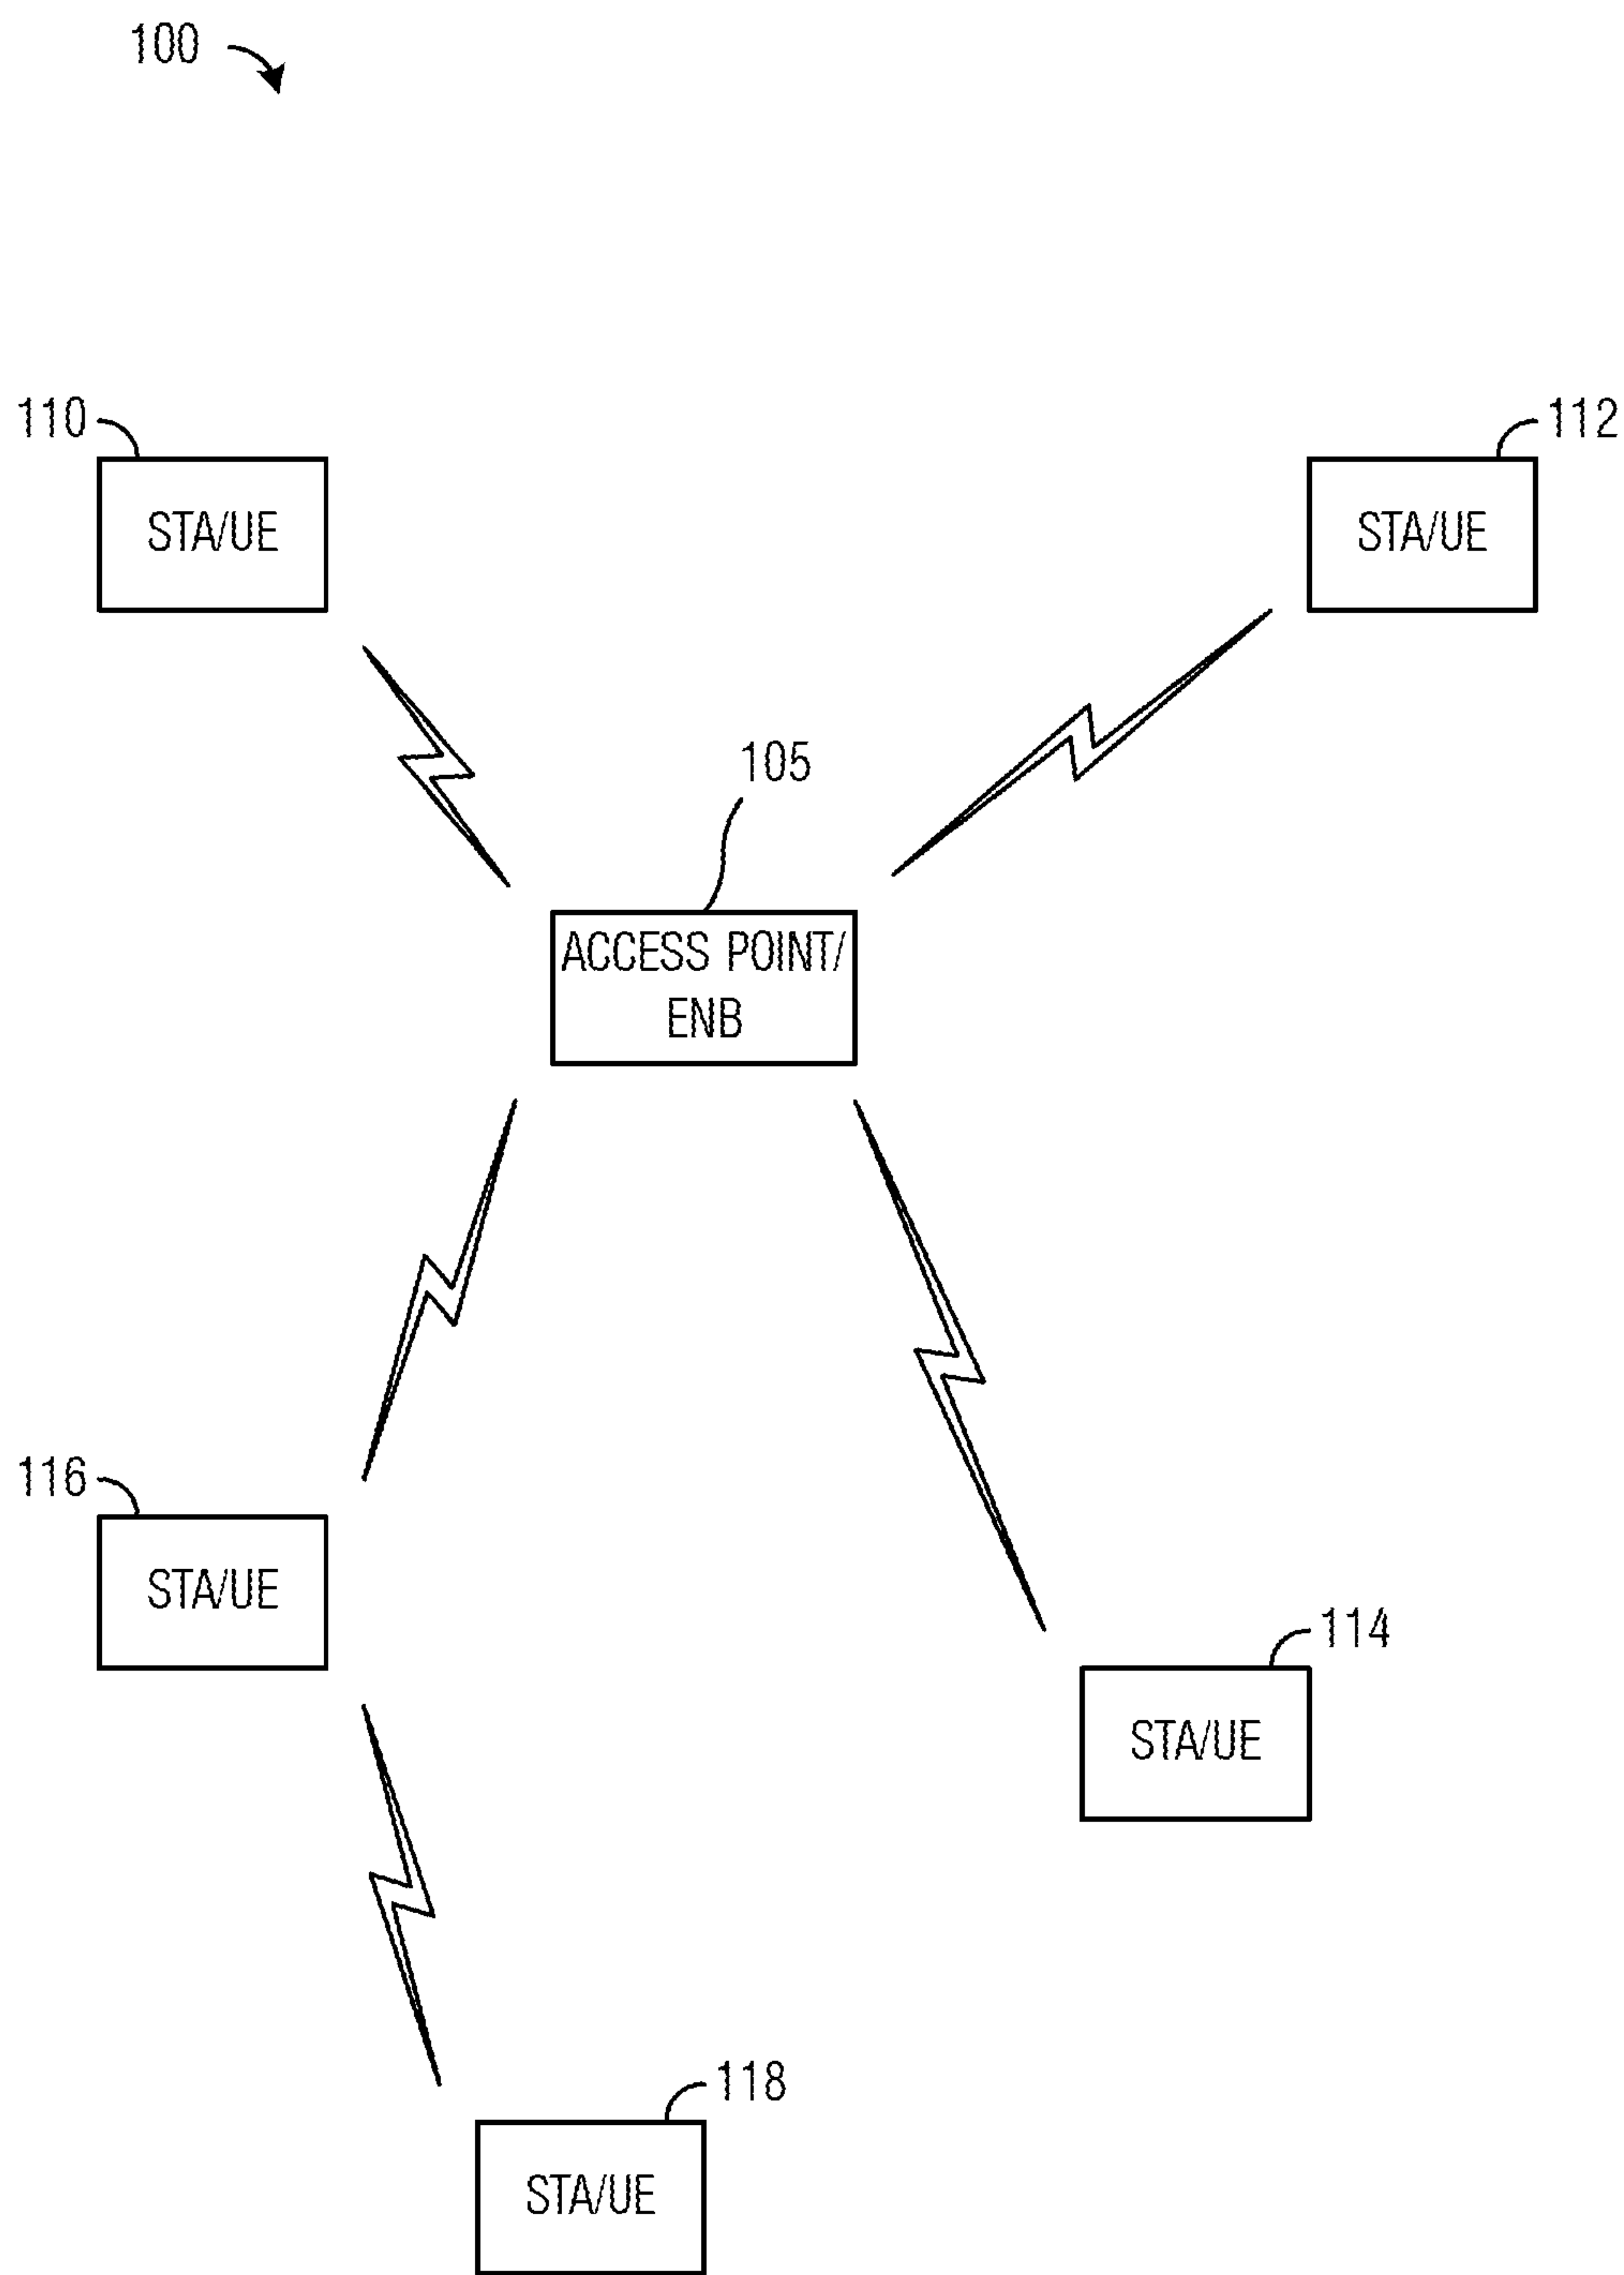 100
110
112
STA/UE
STA/UE
105
ACCESS POINT/
ENB
116
STA/UE
114
STA/UE
118
STA/UE